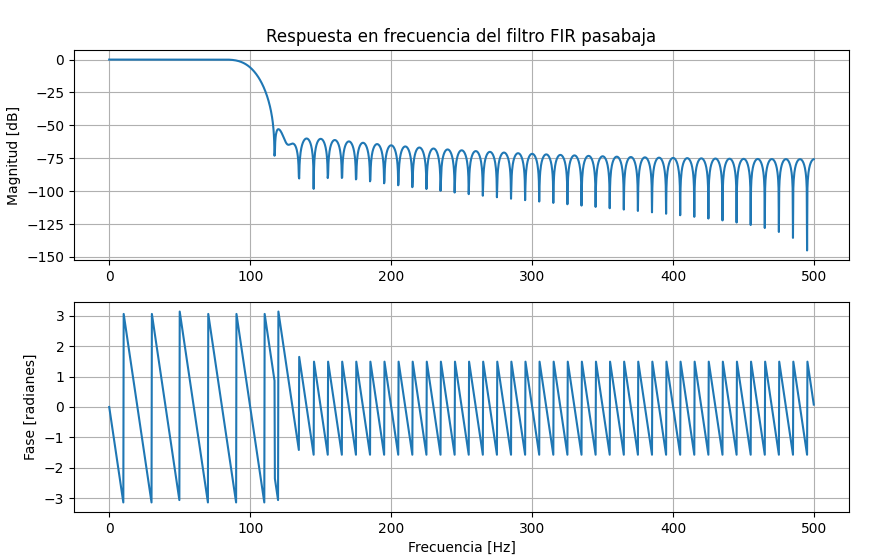 Respuesta en frecuencia del filtro FIR pasabaja
Magnitud [dB]
0
−25
−50
−75
−100
−125
−150
0 100 200 300 400 500
Fase [radianes]
3
2
1
0
−1
−2
−3
0 100 200 300 400 500
Frecuencia [Hz]